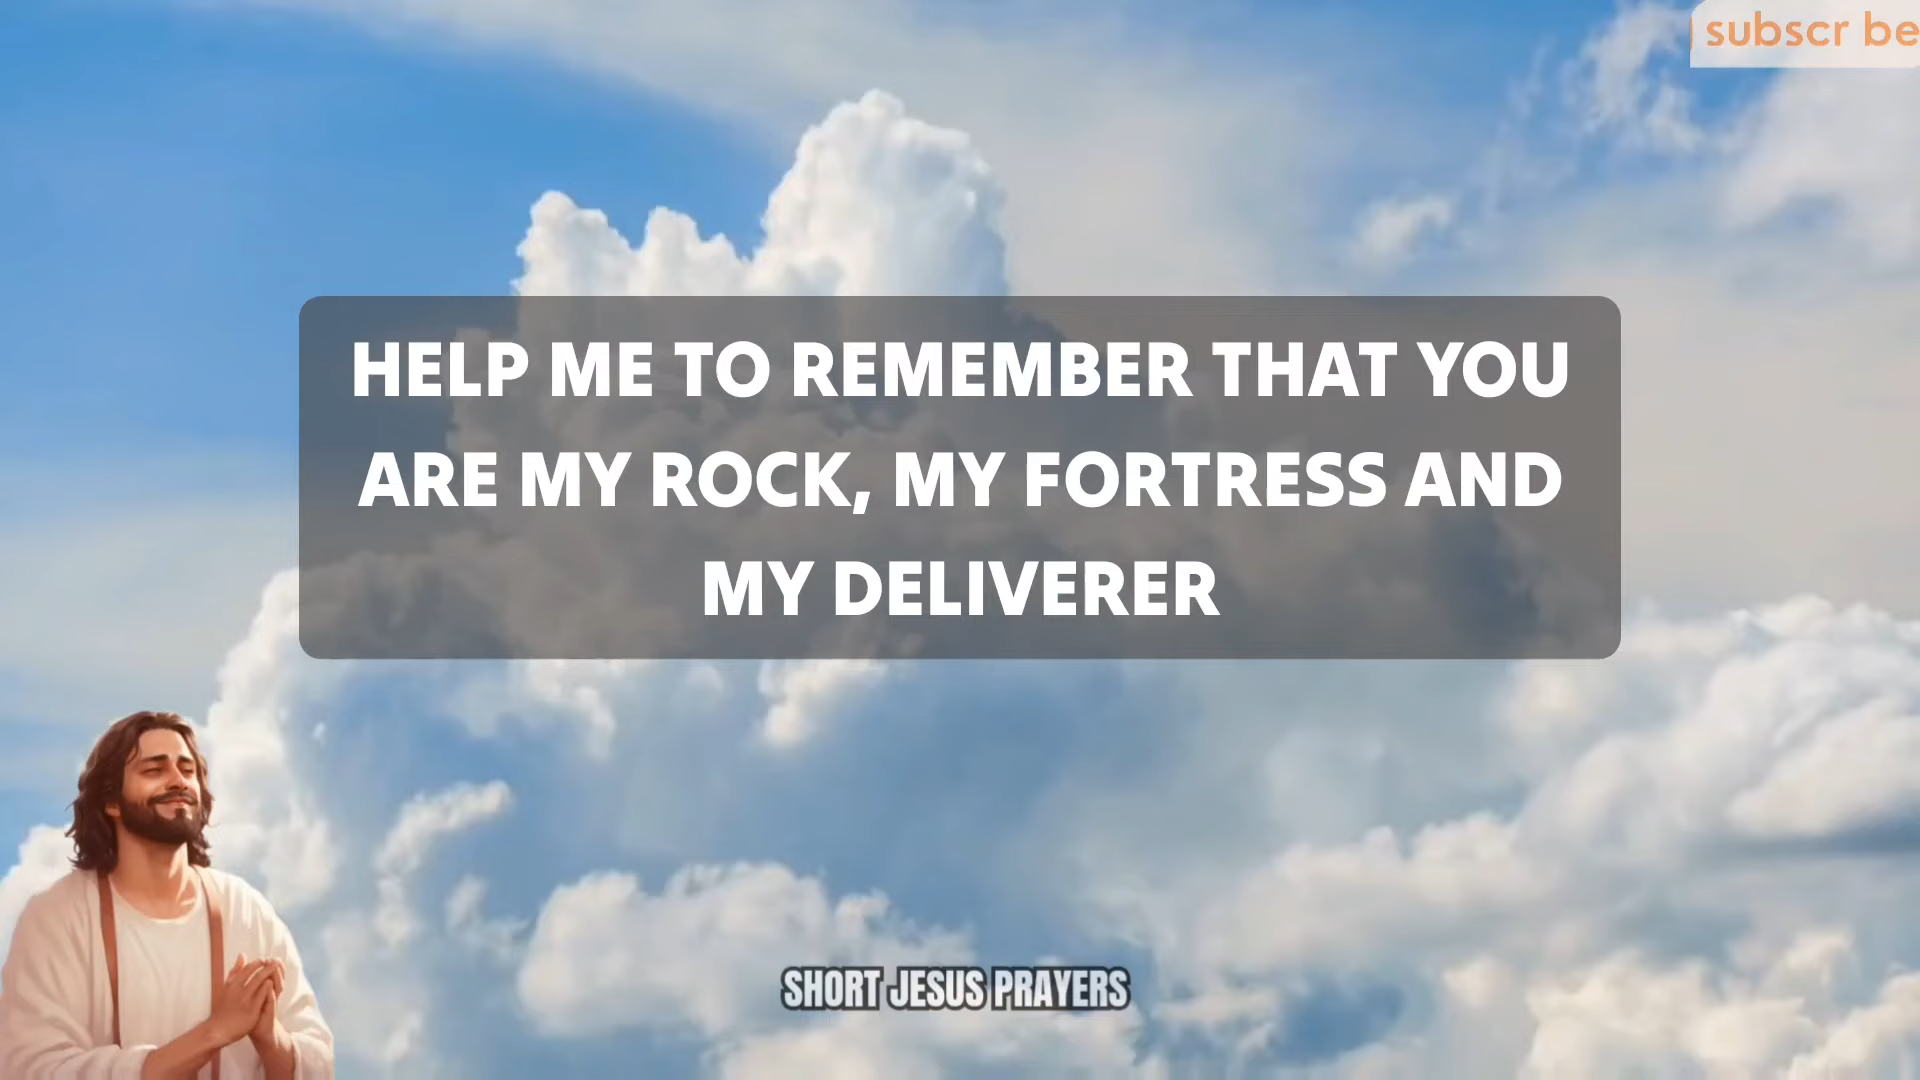 subscr be
HELP ME TO REMEMBER THAT YOU
ARE MY ROCK, MY FORTRESS AND
MY DELIVERER
SHORT JESUS PRAYERS